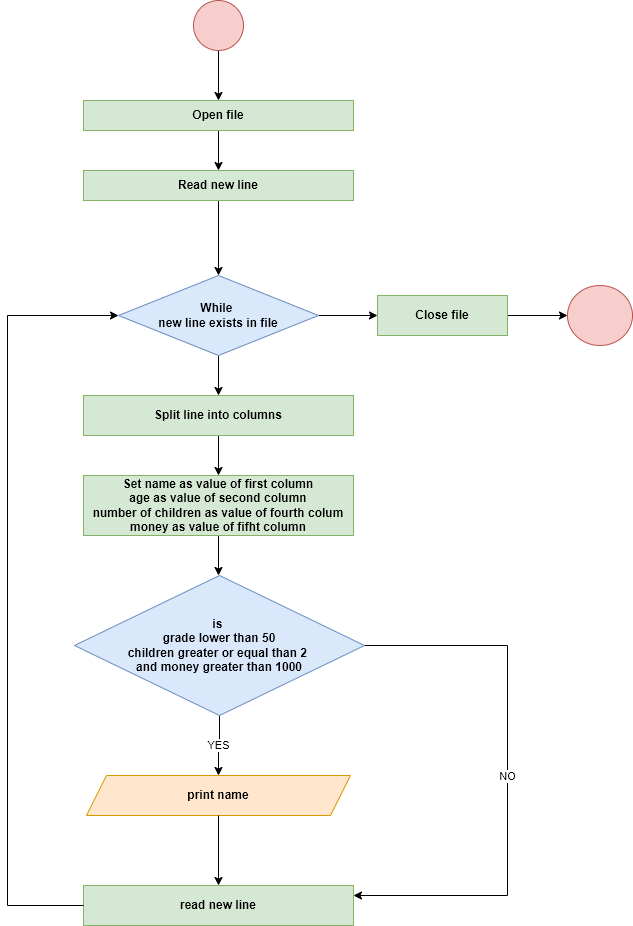 Open file
Read new line
While
new line exists in file
Close file
Split line into columns
Set name as value of first column
age as value of second column
number of children as value of fourth colum
money as value of fifht column
is
grade lower than 50
children greater or equal than 2
and money greater than 1000
YES
NO
print name
read new line